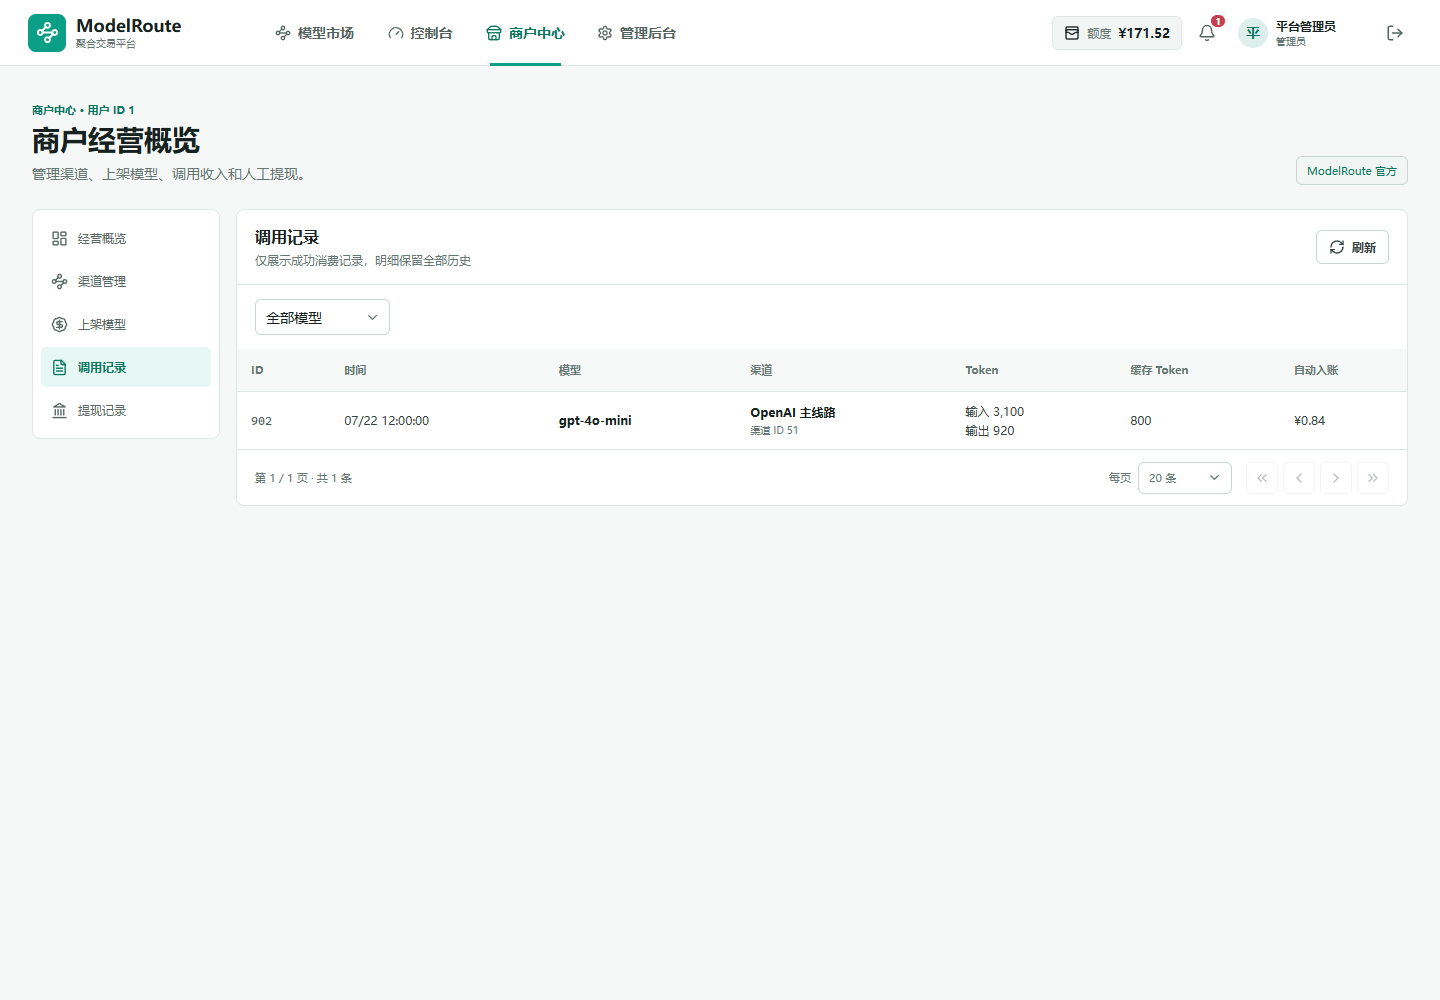 ModelRoute
聚合交易平台
模型市场
控制台
商户中心
管理后台
额度 ¥171.52
1
平
平台管理员
管理员
商户中心 • 用户 ID 1
商户经营概览
管理渠道、上架模型、调用收入和人工提现。
ModelRoute 官方
经营概览
渠道管理
上架模型
调用记录
提现记录
调用记录
仅展示成功消费记录，明细保留全部历史
刷新
全部模型
ID 时间 模型 渠道 Token 缓存 Token 自动入账
902 07/22 12:00:00 gpt-4o-mini OpenAI 主线路 输入 3,100 800 ¥0.84
渠道 ID 51 输出 920
第 1 / 1 页 · 共 1 条
每页 20 条